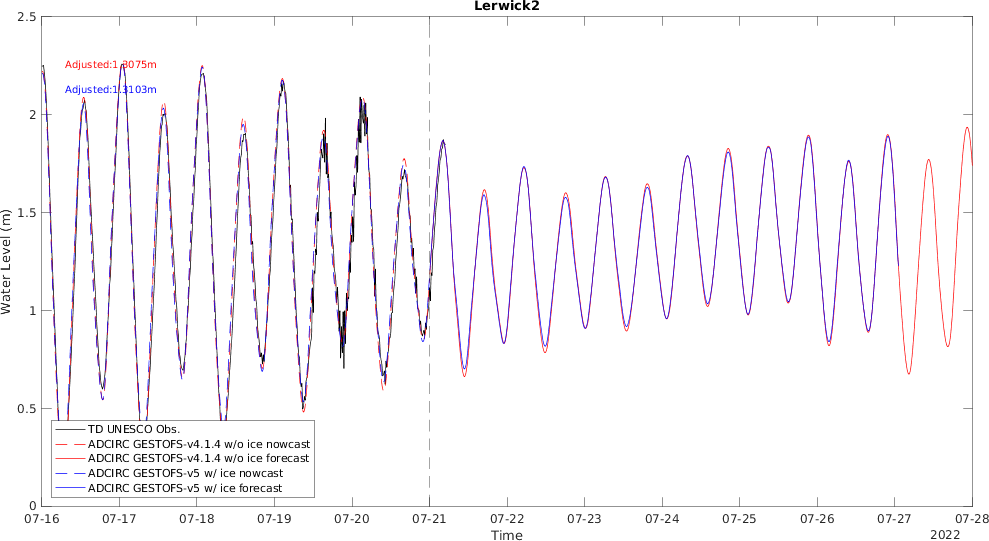 Lerwick2
2.5
Adjusted:1.3075m
Adjusted:1.3103m
2
1.5
Water Level (m)
1
0.5
TD UNESCO Obs.
ADCIRC GESTOFS-v4.1.4 w/o ice nowcast
ADCIRC GESTOFS-v4.1.4 w/o ice forecast
ADCIRC GESTOFS-v5 w/ ice nowcast
ADCIRC GESTOFS-v5 w/ ice forecast
0
07-16 07-17 07-18 07-19 07-20 07-21 07-22 07-23 07-24 07-25 07-26 07-27 07-28
Time
2022